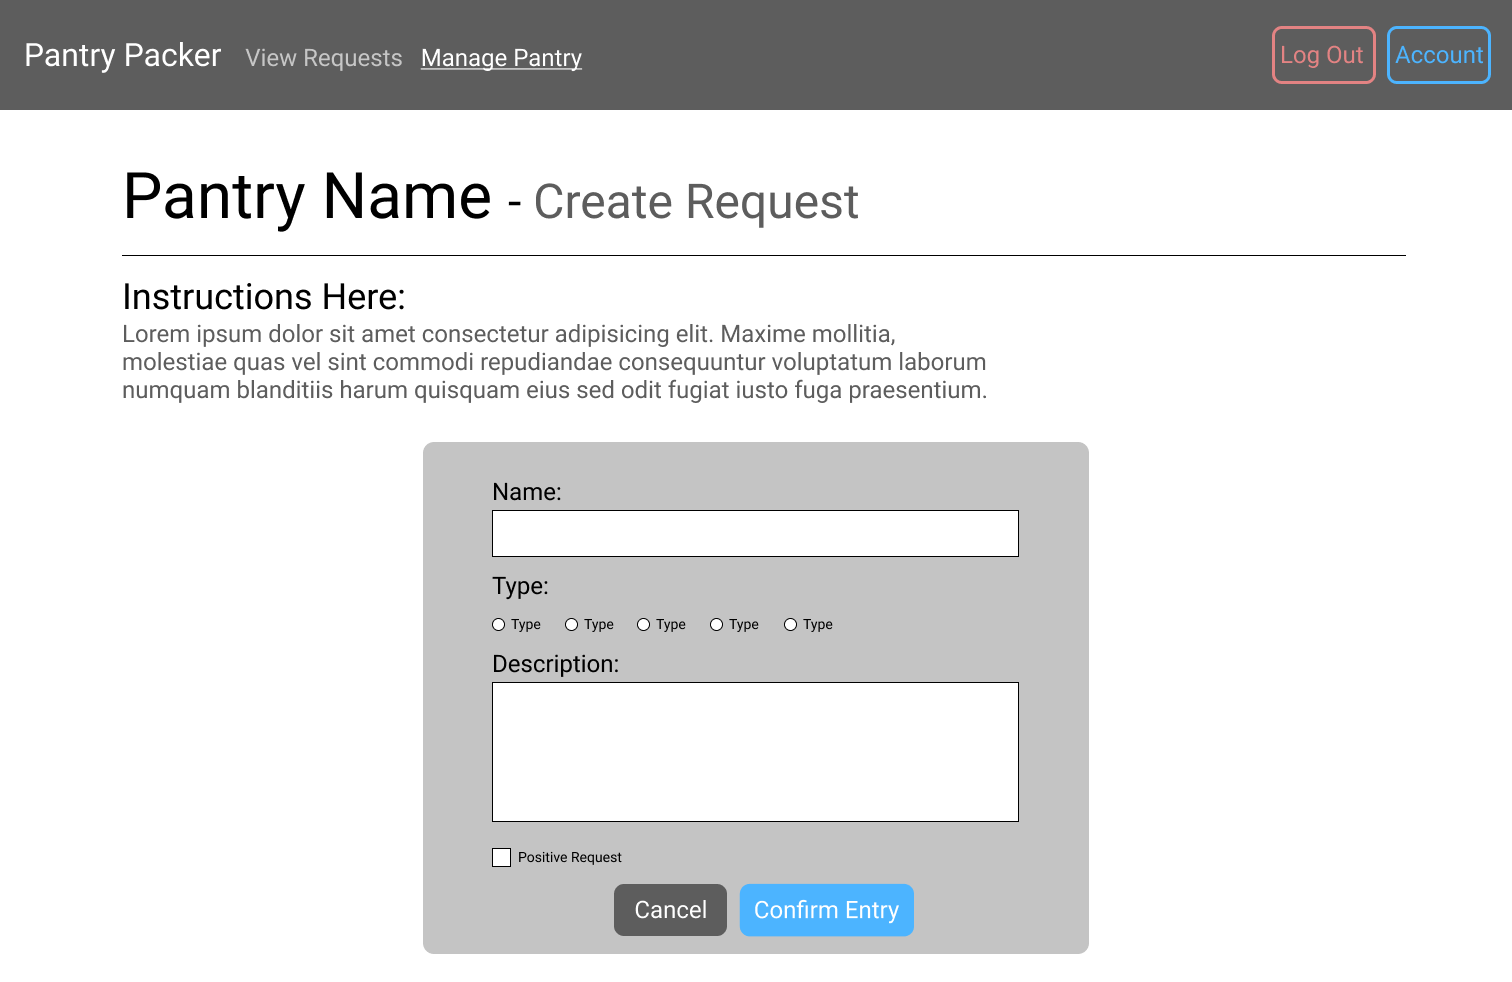 Pantry Packer View Requests Manage Pantry Log Out Account
Pantry Name - Create Request
Instructions Here:
Lorem ipsum dolor sit amet consectetur adipisicing elit. Maxime mollitia,
molestiae quas vel sint commodi repudiandae consequuntur voluptatum laborum
numquam blanditiis harum quisquam eius sed odit fugiat iusto fuga praesentium.
Name:
Type:
Type Type Type Type Type
Description:
Positive Request
Cancel Confirm Entry